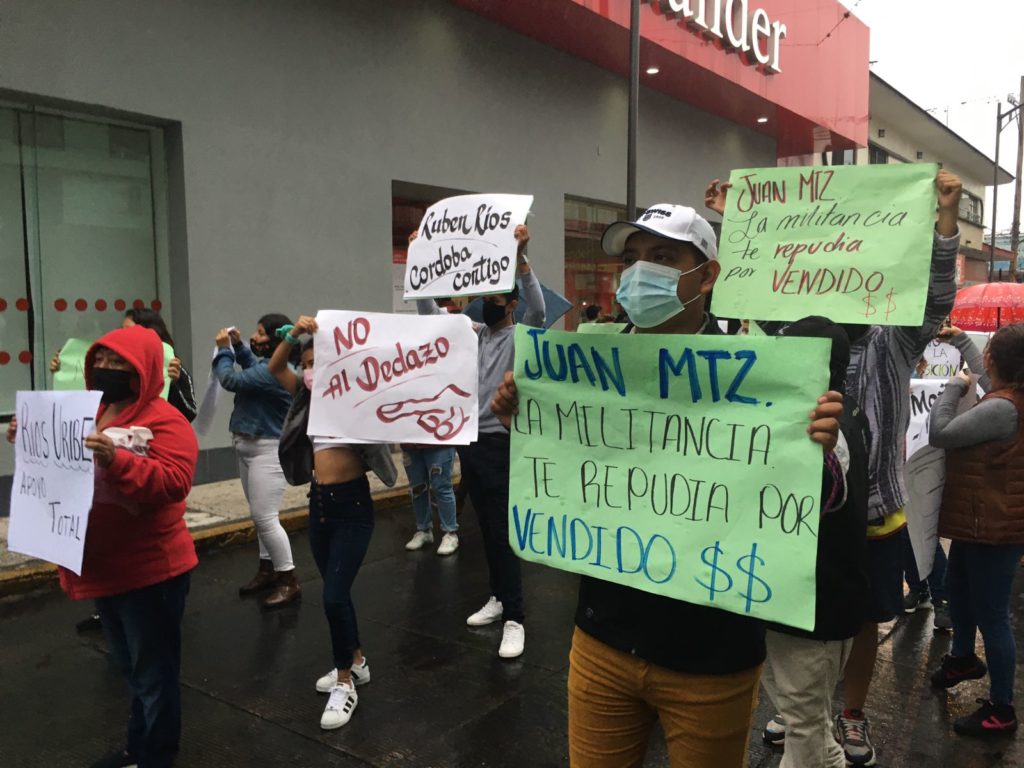 ander
JUAN MTZ
La militancia
te repudia
por VENDIDO
$$
Ruben Ríos
Cordoba
contigo
NO
Al Dedazo
JUAN MTZ.
LA MILITANCIA
TE REPUDIA POR
VENDIDO $$
RIOS URIBE
APOYO
TOTAL